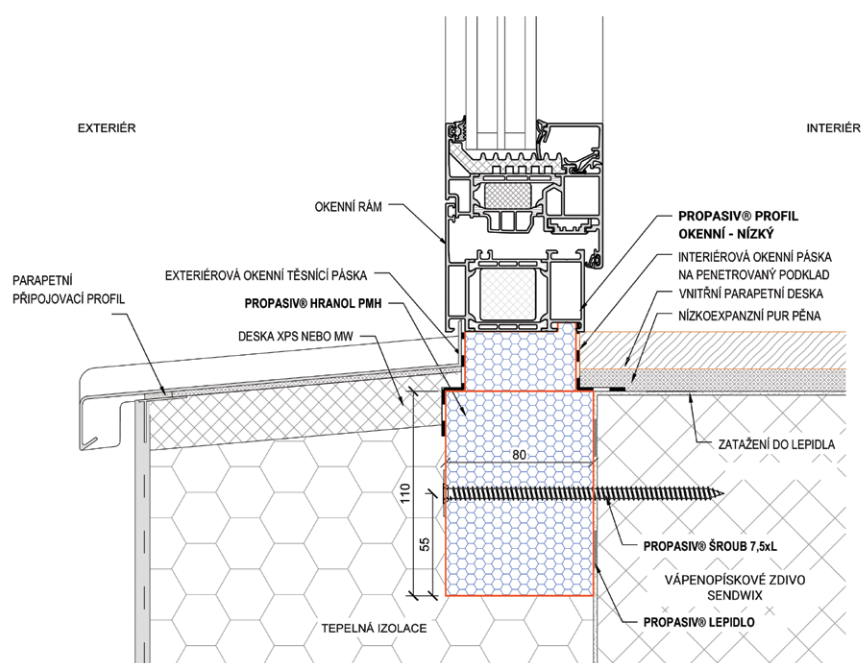 EXTERIÉR
INTERIÉR
OKENNÍ RÁM
PROPASIV® PROFIL
OKENNÍ - NÍZKÝ
INTERIÉROVÁ OKENNÍ PÁSKA
NA PENETROVANÝ PODKLAD
VNITŘNÍ PARAPETNÍ DESKA
NÍZKOEXPANZNÍ PUR PĚNA
EXTERIÉROVÁ OKENNÍ TĚSNÍCÍ PÁSKA
PARAPETNÍ
PŘIPOJOVACÍ PROFIL
PROPASIV® HRANOL PMH
DESKA XPS NEBO MW
ZATAŽENÍ DO LEPIDLA
80
110
55
PROPASIV® ŠROUB 7,5xL
VÁPENOPÍSKOVÉ ZDIVO
SENDWIX
TEPELNÁ IZOLACE
PROPASIV® LEPIDLO